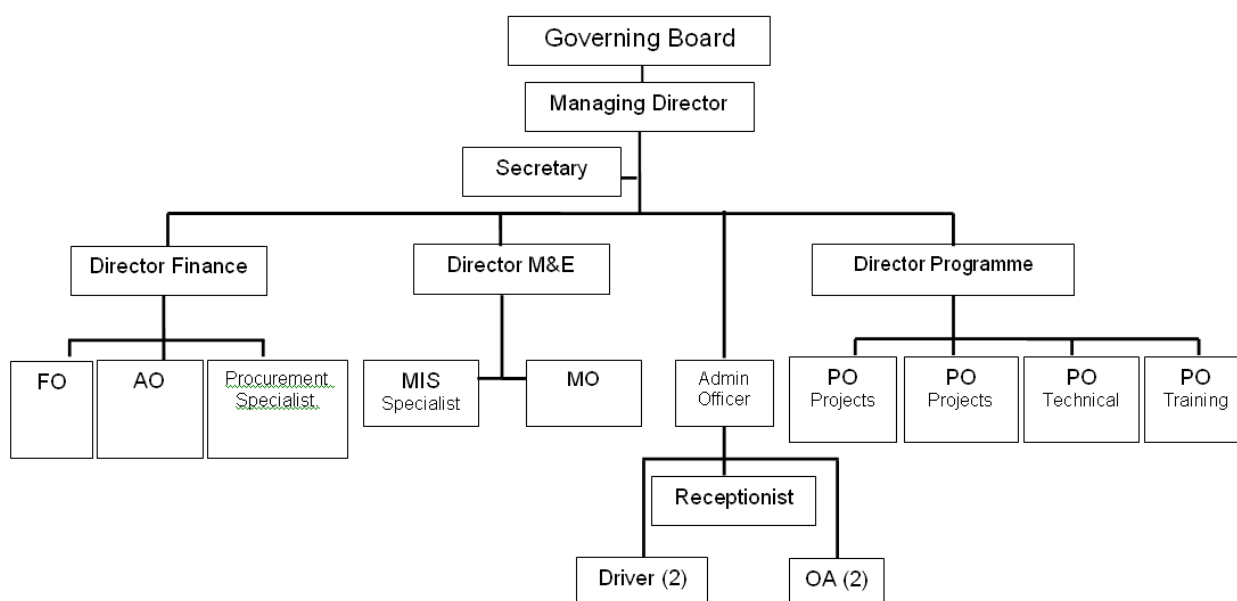 Governing Board
Managing Director
Secretary
Director Finance
Director M&E
Director Programme
FO
AO
Procurement
Specialist
MIS
Specialist
MO
Admin
Officer
PO
Projects
PO
Projects
PO
Technical
PO
Training
Receptionist
Driver (2)
OA (2)